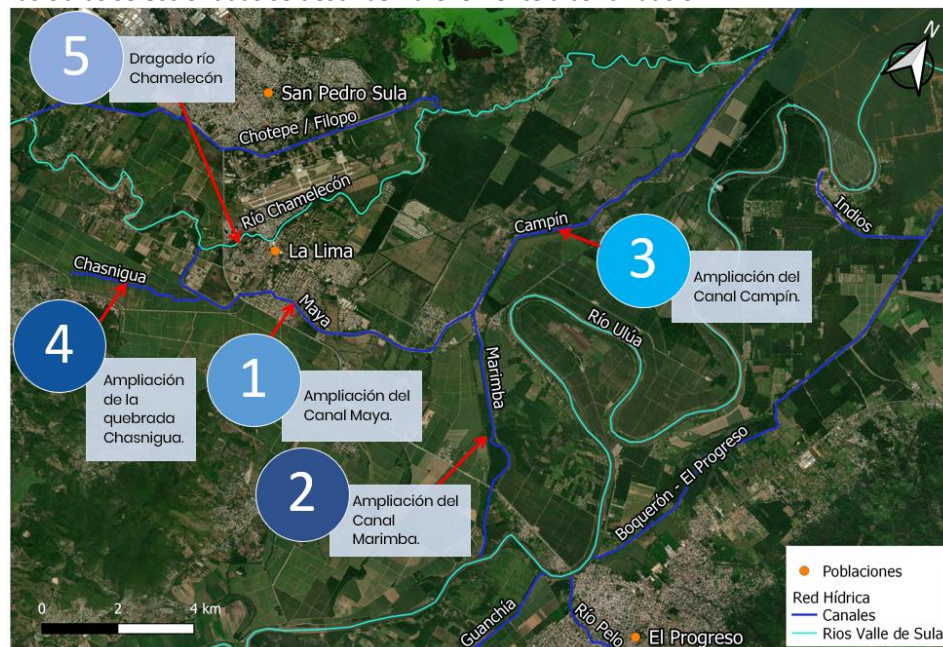 5
Dragado río
Chamelecón
San Pedro Sula
Chotepe / Filopo
N
Río Chamelecón
La Lima
Campín
Indios
3
Ampliación del
Canal Campín.
Chasnigua
Maya
Río Ulúa
4
Ampliación
de la
quebrada
Chasnigua.
1
Ampliación del
Canal Maya.
Marimba
2
Ampliación del
Canal
Marimba.
Boquerón - El Progreso
Guanchía
Río Pelo
El Progreso
0 2 4 km
Poblaciones
Red Hídrica
Canales
Rios Valle de Sula